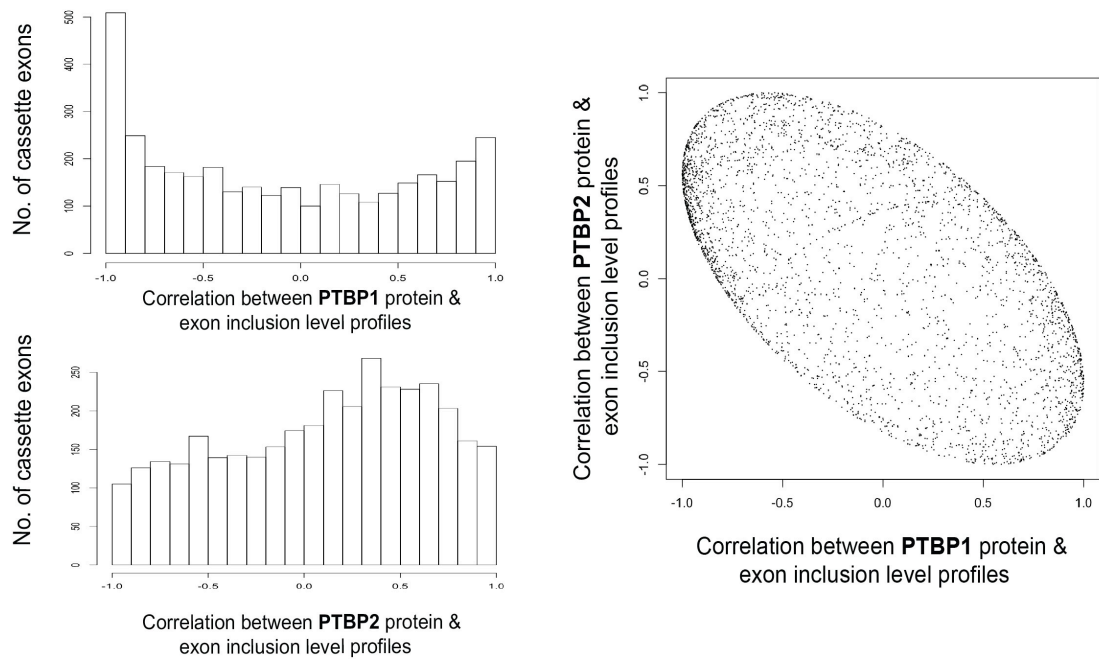 No. of cassette exons
500
400
300
200
100
0
-1.0 -0.5 0.0 0.5 1.0
Correlation between PTBP1 protein &
exon inclusion level profiles
No. of cassette exons
250
200
150
100
50
0
-1.0 -0.5 0.0 0.5 1.0
Correlation between PTBP2 protein &
exon inclusion level profiles
Correlation between PTBP2 protein &
exon inclusion level profiles
1.0
0.5
0.0
-0.5
-1.0
-1.0 -0.5 0.0 0.5 1.0
Correlation between PTBP1 protein &
exon inclusion level profiles